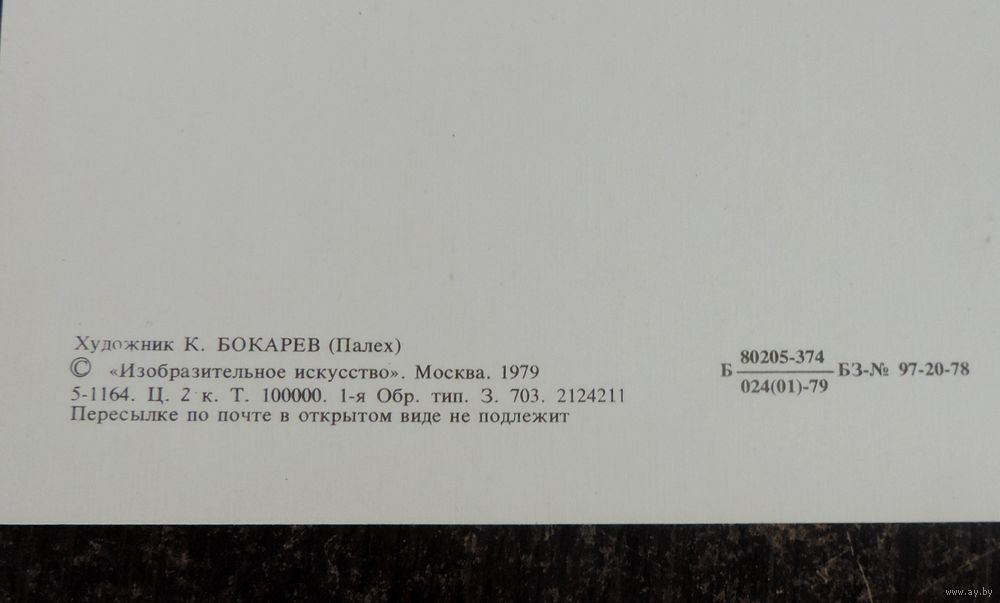 Художник К. БОКАРЕВ (Палех)
© «Изобразительное искусство». Москва. 1979
5-1164. Ц. 2 к. Т. 100000. 1-я Обр. тип. З. 703. 2124211
Пересылке по почте в открытом виде не подлежит
80205-374
Б БЗ-№ 97-20-78
024(01)-79
www.ay.by